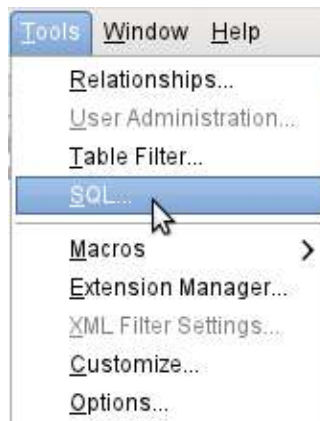 Tools Window Help
Relationships...
User Administration...
Table Filter...
SQL...
Macros
Extension Manager...
XML Filter Settings...
Customize...
Options...